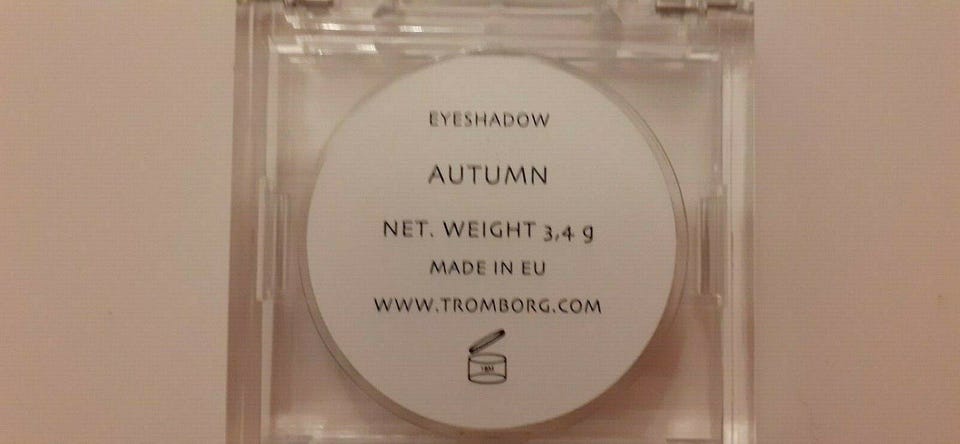 EYESHADOW
AUTUMN
NET. WEIGHT 3,4 g
MADE IN EU
WWW.TROMBORG.COM